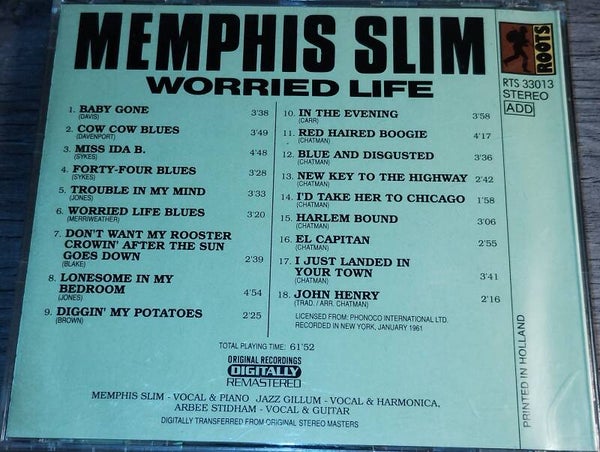 MEMPHIS SLIM
WORRIED LIFE
ROOTS
RTS 33013
STEREO
ADD
1. BABY GONE 3'38
(DAVIS)
2. COW COW BLUES 3'49
(DAVENPORT)
3. MISS IDA B. 4'48
(SYKES)
4. FORTY-FOUR BLUES 3'28
(SYKES)
5. TROUBLE IN MY MIND 3'33
(JONES)
6. WORRIED LIFE BLUES 3'20
(MERRIWEATHER)
7. DON'T WANT MY ROOSTER
CROWIN' AFTER THE SUN
GOES DOWN 2'39
(BLAKE)
8. LONESOME IN MY
BEDROOM 4'54
(JONES)
9. DIGGIN' MY POTATOES 2'25
(BROWN)
10. IN THE EVENING 3'58
(CARR)
11. RED HAIRED BOOGIE 4'17
(CHATMAN)
12. BLUE AND DISGUSTED 3'36
(CHATMAN)
13. NEW KEY TO THE HIGHWAY 2'42
(CHATMAN)
14. I'D TAKE HER TO CHICAGO 1'58
(CHATMAN)
15. HARLEM BOUND 3'06
(CHATMAN)
16. EL CAPITAN 2'55
(CHATMAN)
17. I JUST LANDED IN
YOUR TOWN 3'41
(CHATMAN)
18. JOHN HENRY 2'16
(TRAD./ARR. CHATMAN)
LICENSED FROM: PHONOCO INTERNATIONAL LTD.
RECORDED IN NEW YORK, JANUARY 1961
TOTAL PLAYING TIME: 61'52
ORIGINAL RECORDINGS
DIGITALLY
REMASTERED
MEMPHIS SLIM - VOCAL & PIANO JAZZ GILLUM - VOCAL & HARMONICA,
ARBEE STIDHAM - VOCAL & GUITAR
DIGITALLY TRANSFERRED FROM ORIGINAL STEREO MASTERS
PRINTED IN HOLLAND